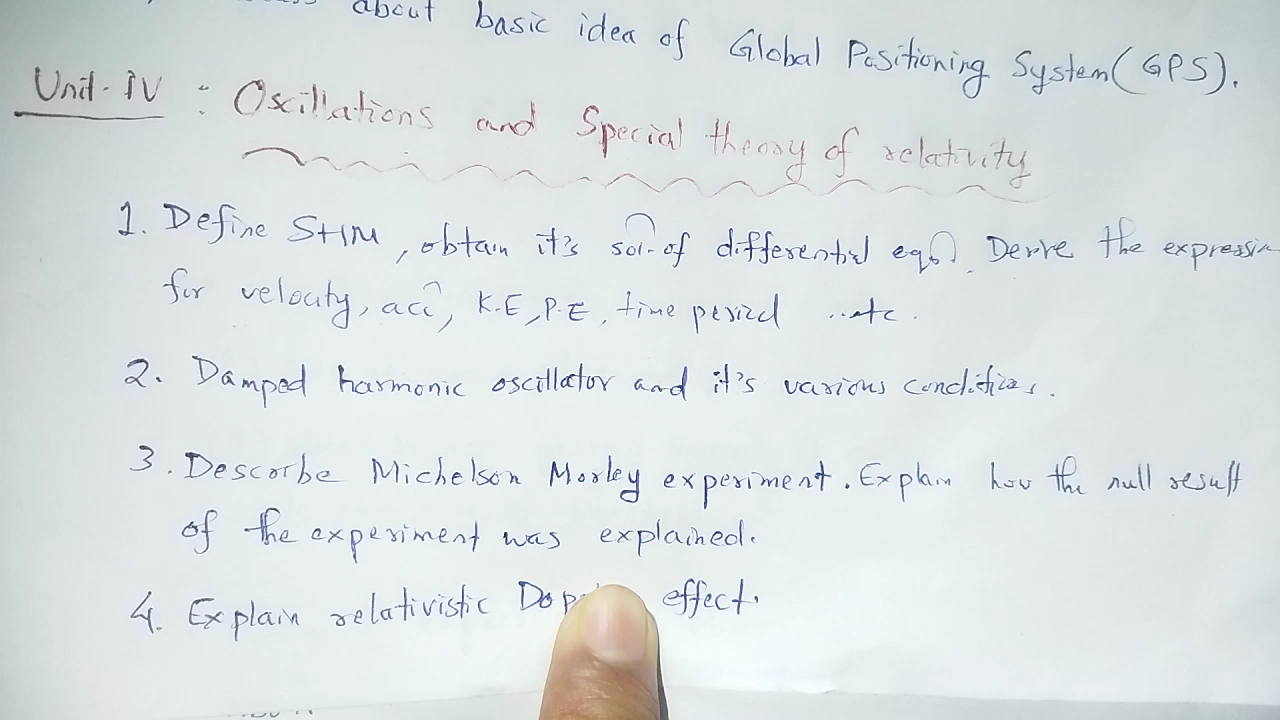 about basic idea of Global Positioning System (GPS).
Unit-IV : Oscillations and Special theory of relativity
1. Define SHM, obtain it's sol. of differential eqn. Derive the
for velocity, acc, K.E, P.E, time period ..etc.
2. Damped harmonic oscillator and it's various conditions.
3. Describe Michelson Morley experiment. Explain how the null result
of the experiment was explained.
4. Explain relativistic effect.